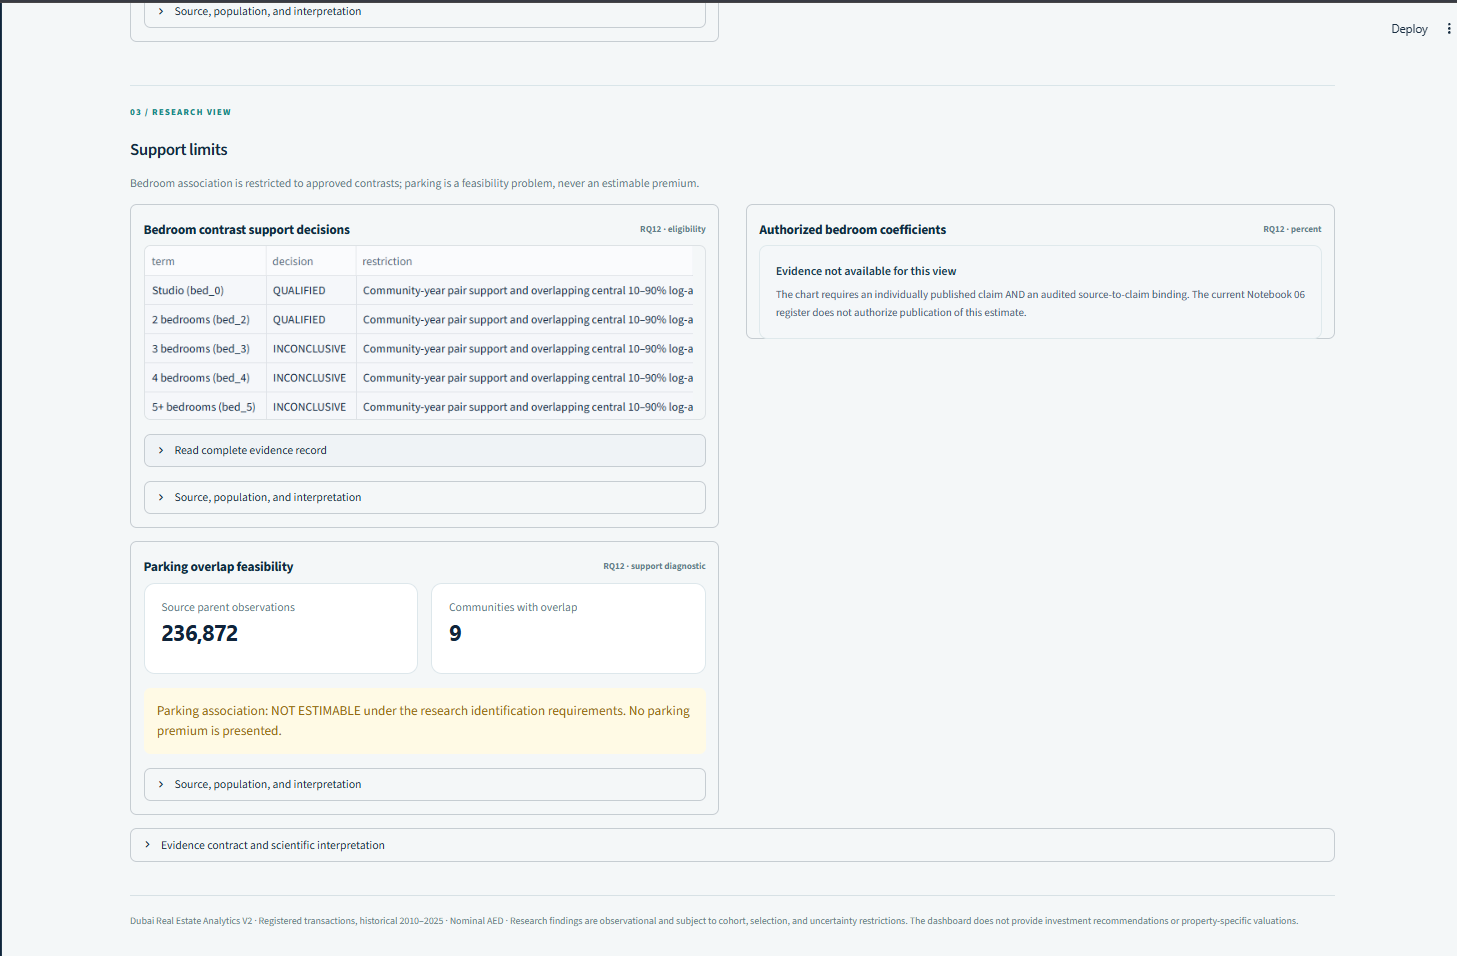 Source, population, and interpretation
Deploy
03 / RESEARCH VIEW
Support limits
Bedroom association is restricted to approved contrasts; parking is a feasibility problem, never an estimable premium.
Bedroom contrast support decisions
RQ12 · eligibility
term decision restriction
Studio (bed_0) QUALIFIED Community-year pair support and overlapping central 10–90% log-a
2 bedrooms (bed_2) QUALIFIED Community-year pair support and overlapping central 10–90% log-a
3 bedrooms (bed_3) INCONCLUSIVE Community-year pair support and overlapping central 10–90% log-a
4 bedrooms (bed_4) INCONCLUSIVE Community-year pair support and overlapping central 10–90% log-a
5+ bedrooms (bed_5) INCONCLUSIVE Community-year pair support and overlapping central 10–90% log-a
Read complete evidence record
Source, population, and interpretation
Authorized bedroom coefficients
RQ12 · percent
Evidence not available for this view
The chart requires an individually published claim AND an audited source-to-claim binding. The current Notebook 06
register does not authorize publication of this estimate.
Parking overlap feasibility
RQ12 · support diagnostic
Source parent observations
236,872
Communities with overlap
9
Parking association: NOT ESTIMABLE under the research identification requirements. No parking
premium is presented.
Source, population, and interpretation
Evidence contract and scientific interpretation
Dubai Real Estate Analytics V2 · Registered transactions, historical 2010–2025 · Nominal AED · Research findings are observational and subject to cohort, selection, and uncertainty restrictions. The dashboard does not provide investment recommendations or property-specific valuations.